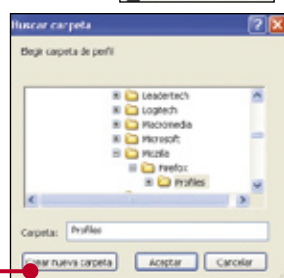 Buscar carpeta
Elegir carpeta de perfil
Leadertech
Logitech
Macromedia
Microsoft
Mozilla
Firefox
Profiles
Carpeta: Profiles
Crear nueva carpeta Aceptar Cancelar